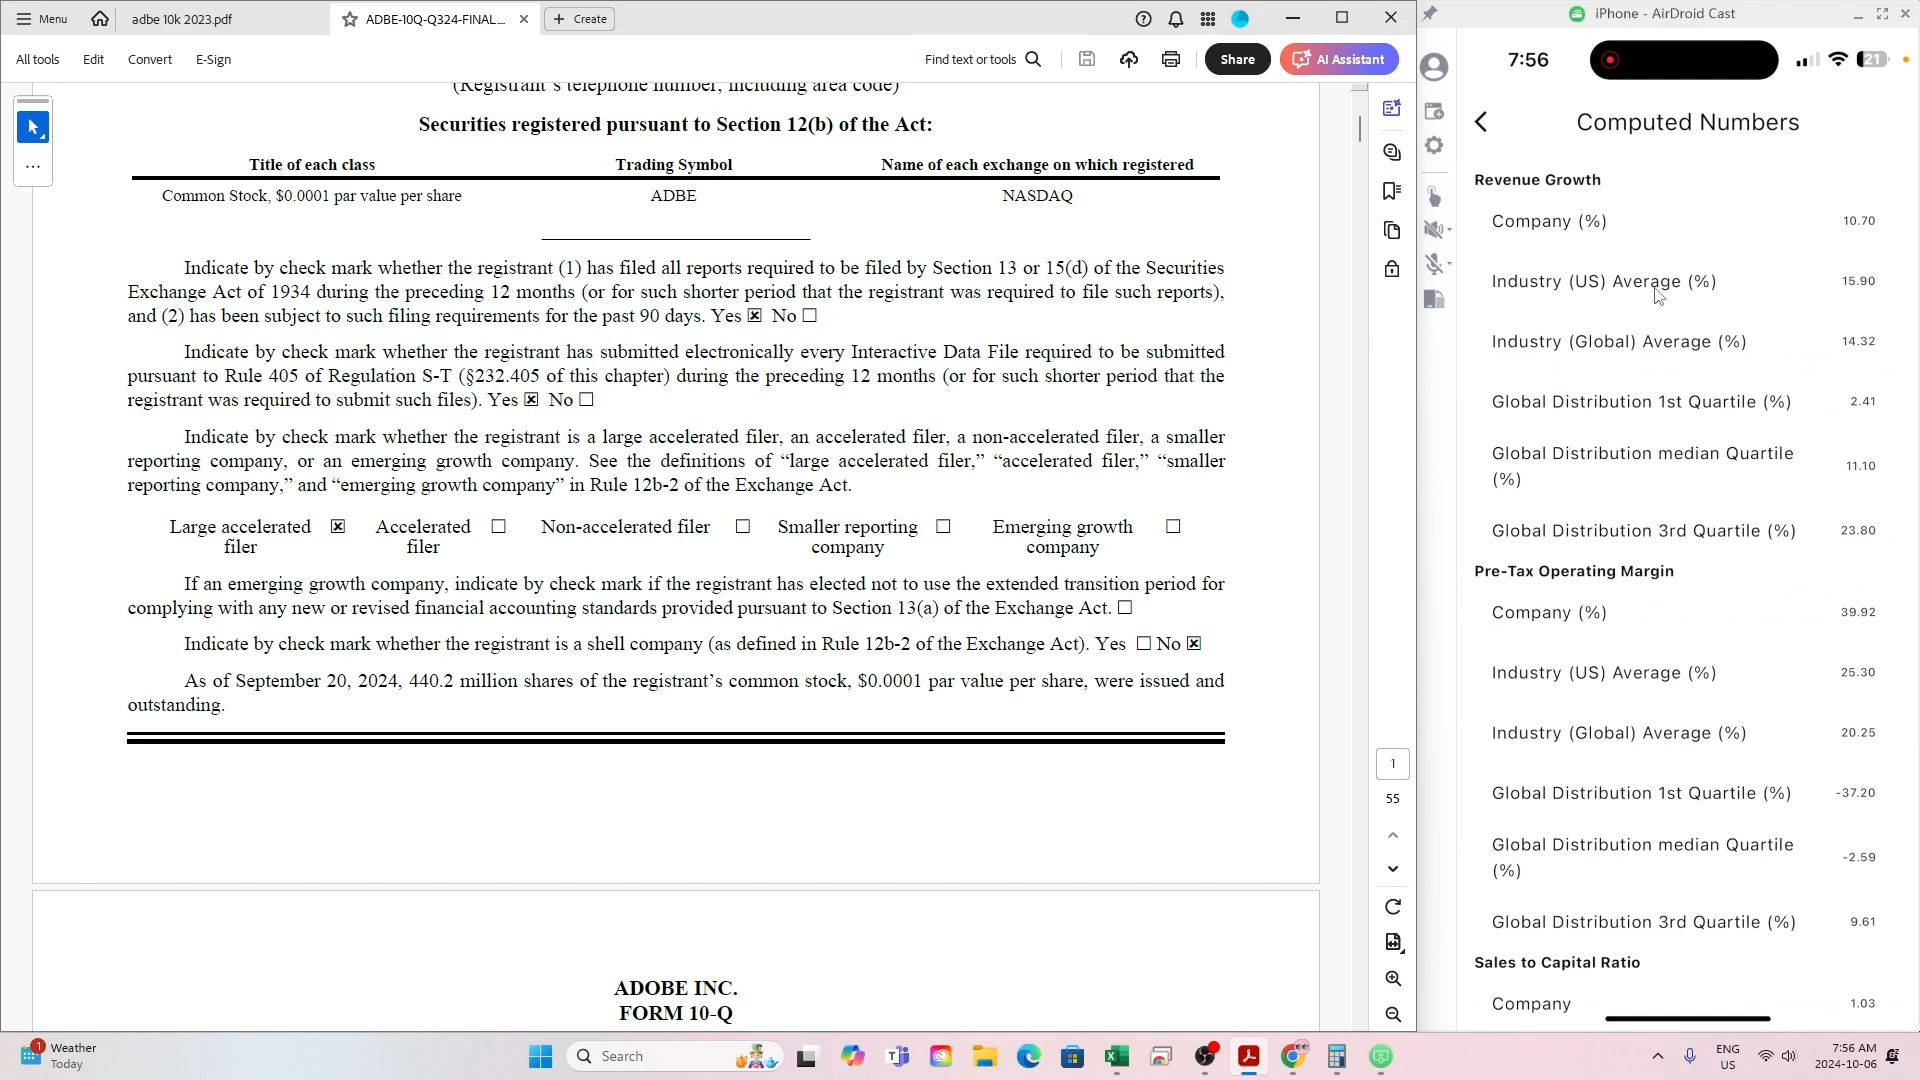 Menu
adbe 10k 2023.pdf
ADBE-10Q-Q324-FINAL....
Create
All tools
Edit
Convert
E-Sign
Find text or tools
Share
AI Assistant
(Registrant's telephone number, including area code)
Securities registered pursuant to Section 12(b) of the Act:
Title of each class Trading Symbol Name of each exchange on which registered
Common Stock, $0.0001 par value per share ADBE NASDAQ
Indicate by check mark whether the registrant (1) has filed all reports required to be filed by Section 13 or 15(d) of the Securities
Exchange Act of 1934 during the preceding 12 months (or for such shorter period that the registrant was required to file such reports),
and (2) has been subject to such filing requirements for the past 90 days. Yes ☒ No ☐
Indicate by check mark whether the registrant has submitted electronically every Interactive Data File required to be submitted
pursuant to Rule 405 of Regulation S-T (§232.405 of this chapter) during the preceding 12 months (or for such shorter period that the
registrant was required to submit such files). Yes ☒ No ☐
Indicate by check mark whether the registrant is a large accelerated filer, an accelerated filer, a non-accelerated filer, a smaller
reporting company, or an emerging growth company. See the definitions of “large accelerated filer,” “accelerated filer,” “smaller
reporting company,” and “emerging growth company” in Rule 12b-2 of the Exchange Act.
Large accelerated ☒ Accelerated ☐ Non-accelerated filer ☐ Smaller reporting ☐ Emerging growth ☐
filer filer company company
If an emerging growth company, indicate by check mark if the registrant has elected not to use the extended transition period for
complying with any new or revised financial accounting standards provided pursuant to Section 13(a) of the Exchange Act. ☐
Indicate by check mark whether the registrant is a shell company (as defined in Rule 12b-2 of the Exchange Act). Yes ☐ No ☒
As of September 20, 2024, 440.2 million shares of the registrant’s common stock, $0.0001 par value per share, were issued and
outstanding.
ADOBE INC.
FORM 10-Q
1
55
iPhone - AirDroid Cast
7:56
21
Computed Numbers
Revenue Growth
Company (%) 10.70
Industry (US) Average (%) 15.90
Industry (Global) Average (%) 14.32
Global Distribution 1st Quartile (%) 2.41
Global Distribution median Quartile
(%) 11.10
Global Distribution 3rd Quartile (%) 23.80
Pre-Tax Operating Margin
Company (%) 39.92
Industry (US) Average (%) 25.30
Industry (Global) Average (%) 20.25
Global Distribution 1st Quartile (%) -37.20
Global Distribution median Quartile
(%) -2.59
Global Distribution 3rd Quartile (%) 9.61
Sales to Capital Ratio
Company 1.03
1
Weather
Today
Search
ENG
US
7:56 AM
2024-10-06